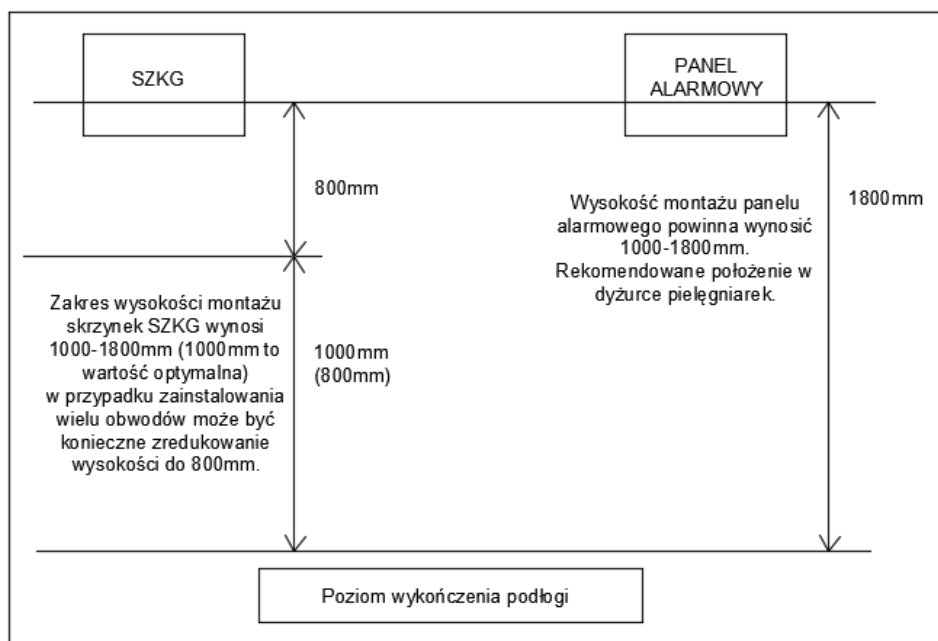 SZKG
PANEL
ALARMOWY
800mm
1800mm
Wysokość montażu panelu
alarmowego powinna wynosić
1000-1800mm.
Rekomendowane położenie w
dyżurce pielęgniarek.
Zakres wysokości montażu
skrzynek SZKG wynosi
1000-1800mm (1000mm to
wartość optymalna)
w przypadku zainstalowania
wielu obwodów może być
konieczne zredukowanie
wysokości do 800mm.
1000mm
(800mm)
Poziom wykończenia podłogi